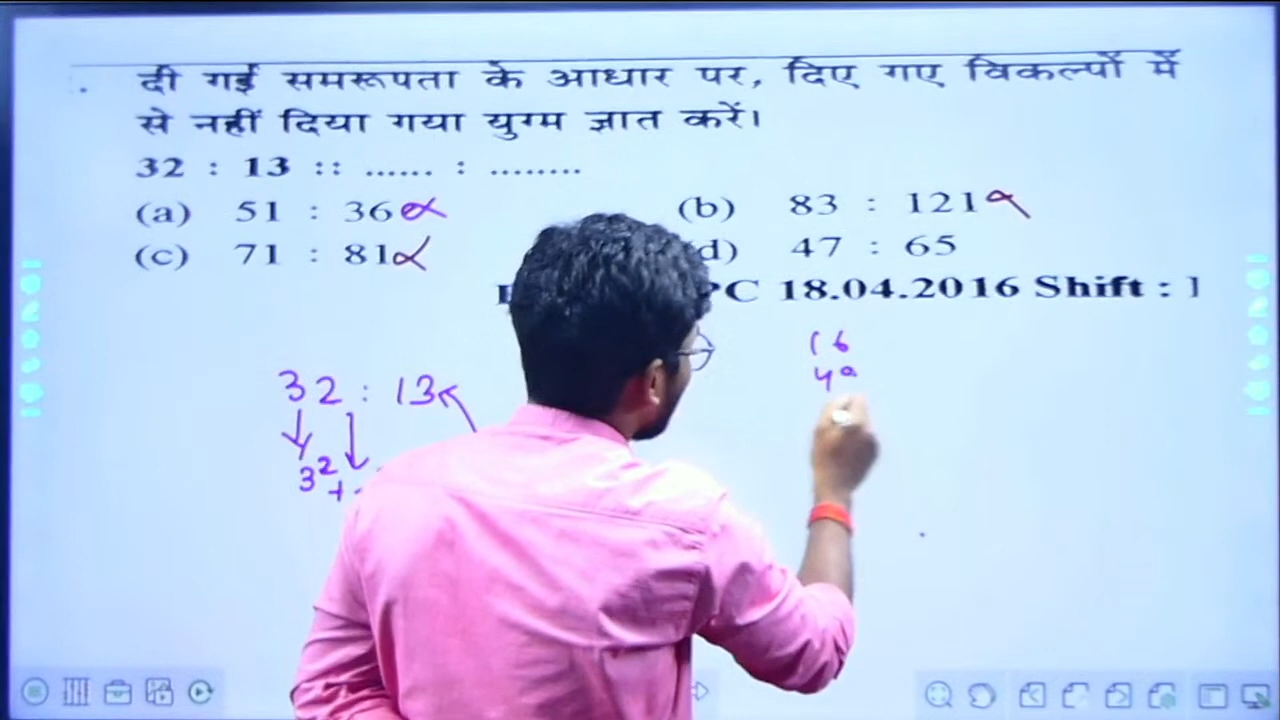 दी गई समरूपता के आधार पर, दिए गए विकल्पों में
से नहीं दिया गया युग्म ज्ञात करें।
32 : 13 :: ...... : ........
(a) 51 : 36 (b) 83 : 121
(c) 71 : 81 d) 47 : 65
PC 18.04.2016 Shift : I
32 : 13
3²
+
16
49